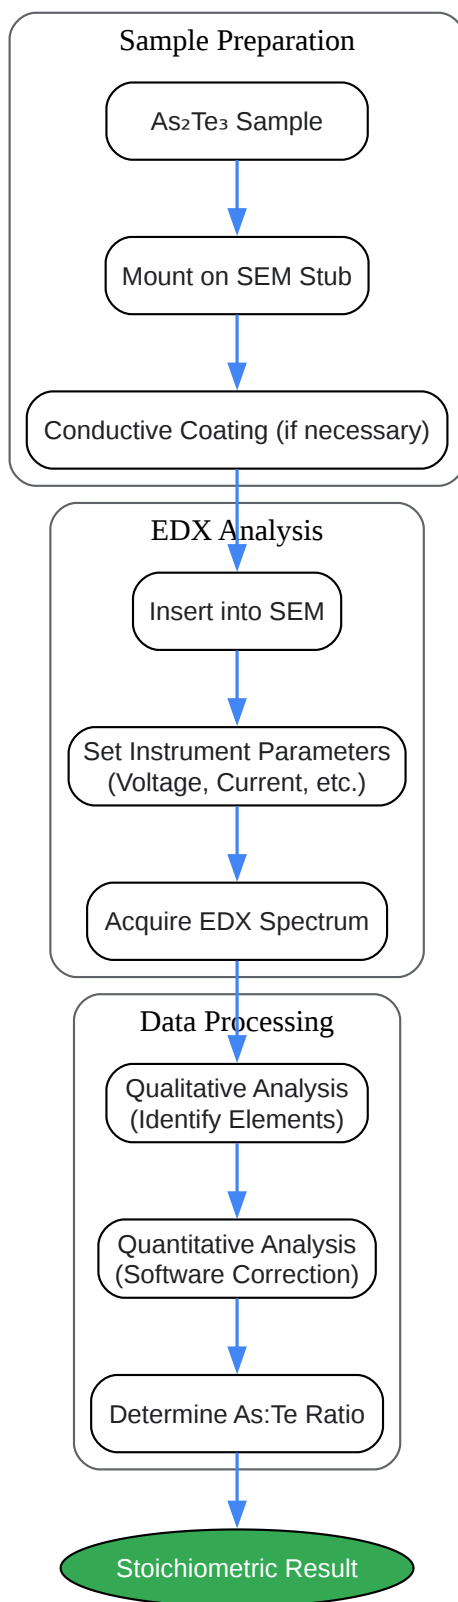 Sample Preparation
As₂Te₃ Sample
Mount on SEM Stub
Conductive Coating (if necessary)
EDX Analysis
Insert into SEM
Set Instrument Parameters
(Voltage, Current, etc.)
Acquire EDX Spectrum
Data Processing
Qualitative Analysis
(Identify Elements)
Quantitative Analysis
(Software Correction)
Determine As:Te Ratio
Stoichiometric Result